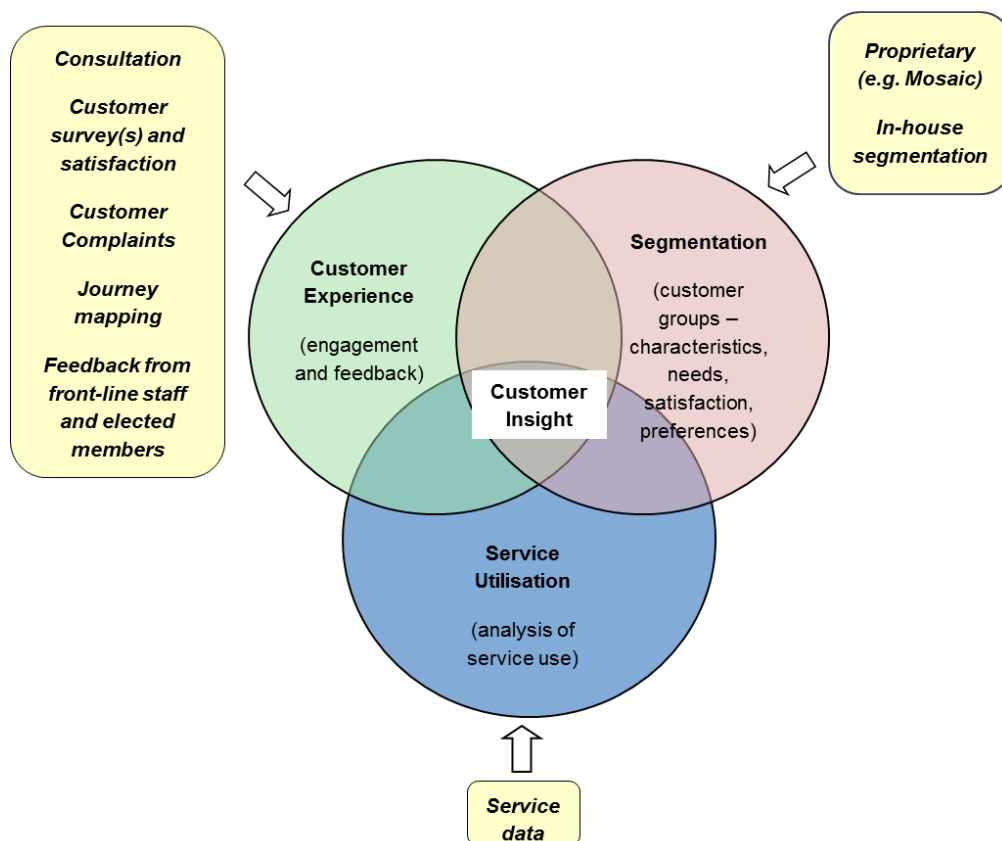 Consultation
Customer
survey(s) and
satisfaction
Customer
Complaints
Journey
mapping
Feedback from
front-line staff
and elected
members
Proprietary
(e.g. Mosaic)
In-house
segmentation
Customer
Experience
(engagement
and feedback)
Segmentation
(customer
groups –
characteristics,
needs,
satisfaction,
preferences)
Customer
Insight
Service
Utilisation
(analysis of
service use)
Service
data